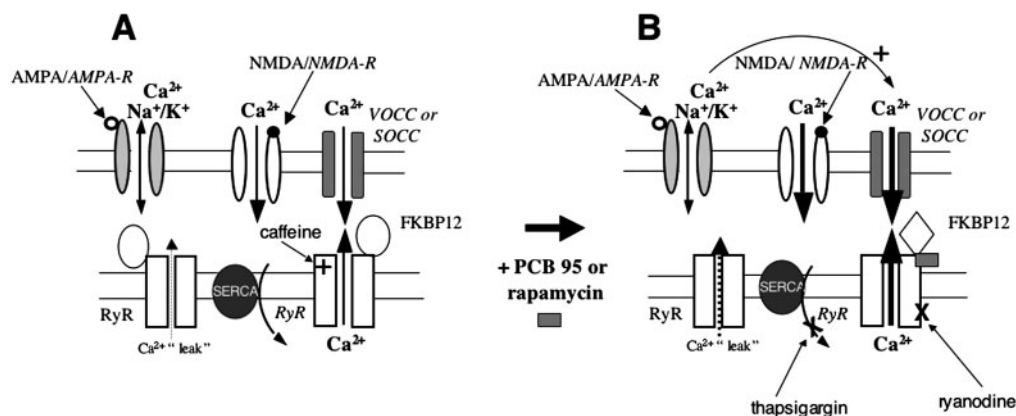 A
AMPA/AMPA-R
Ca2+
Na+/K+
NMDA/NMDA-R
Ca2+
Ca2+
VOCC or
SOCC
caffeine
FKBP12
+
RyR
SERCA
RyR
Ca2+ “ leak”
Ca2+
+ PCB 95 or
rapamycin
B
+
AMPA/AMPA-R
NMDA/ NMDA-R
Ca2+
Na+/K+
Ca2+
Ca2+
VOCC or
SOCC
FKBP12
RyR
SERCA
RyR
X
X
Ca2+ “ leak”
Ca2+
thapsigargin
ryanodine